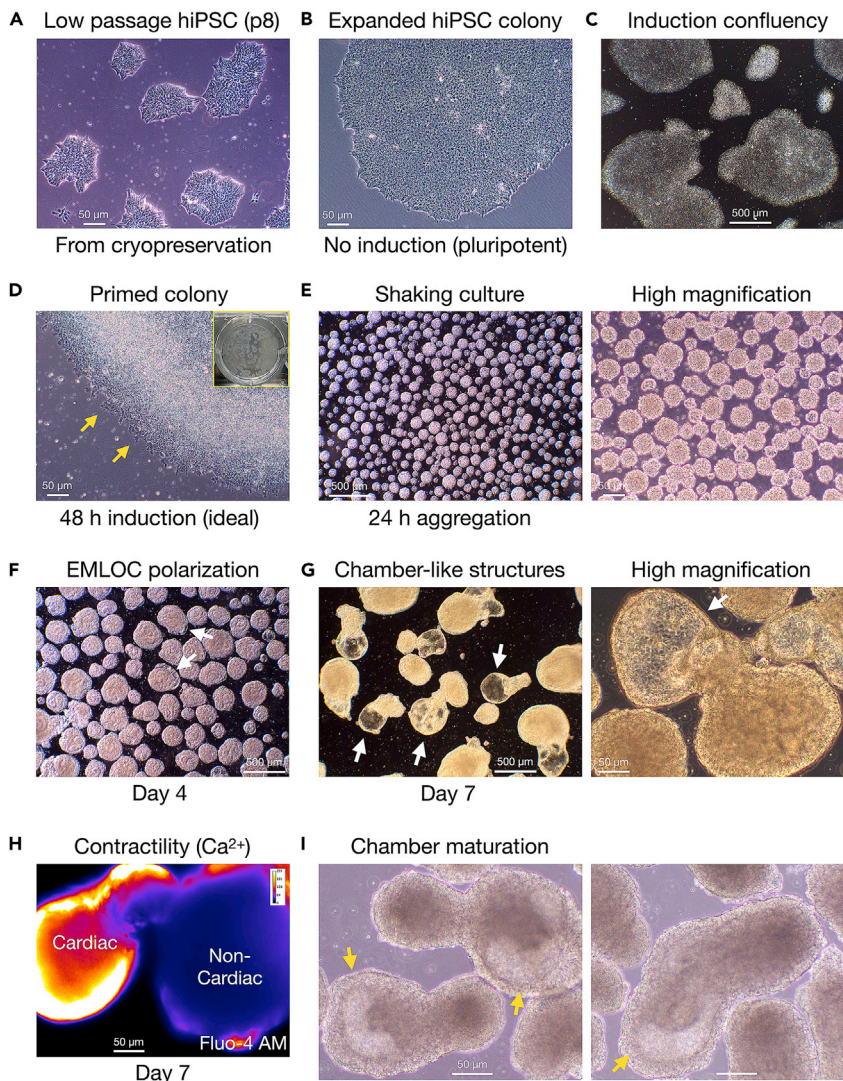 A Low passage hiPSC (p8)
50 µm
From cryopreservation
B Expanded hiPSC colony
50 µm
No induction (pluripotent)
C Induction confluency
500 µm
D Primed colony
50 µm
48 h induction (ideal)
E Shaking culture
500 µm
24 h aggregation
High magnification
50 µm
F EMLOC polarization
500 µm
Day 4
G Chamber-like structures
500 µm
Day 7
High magnification
50 µm
H Contractility (Ca²⁺)
Cardiac
Non-
Cardiac
50 µm
Fluo-4 AM
Day 7
I Chamber maturation
50 µm